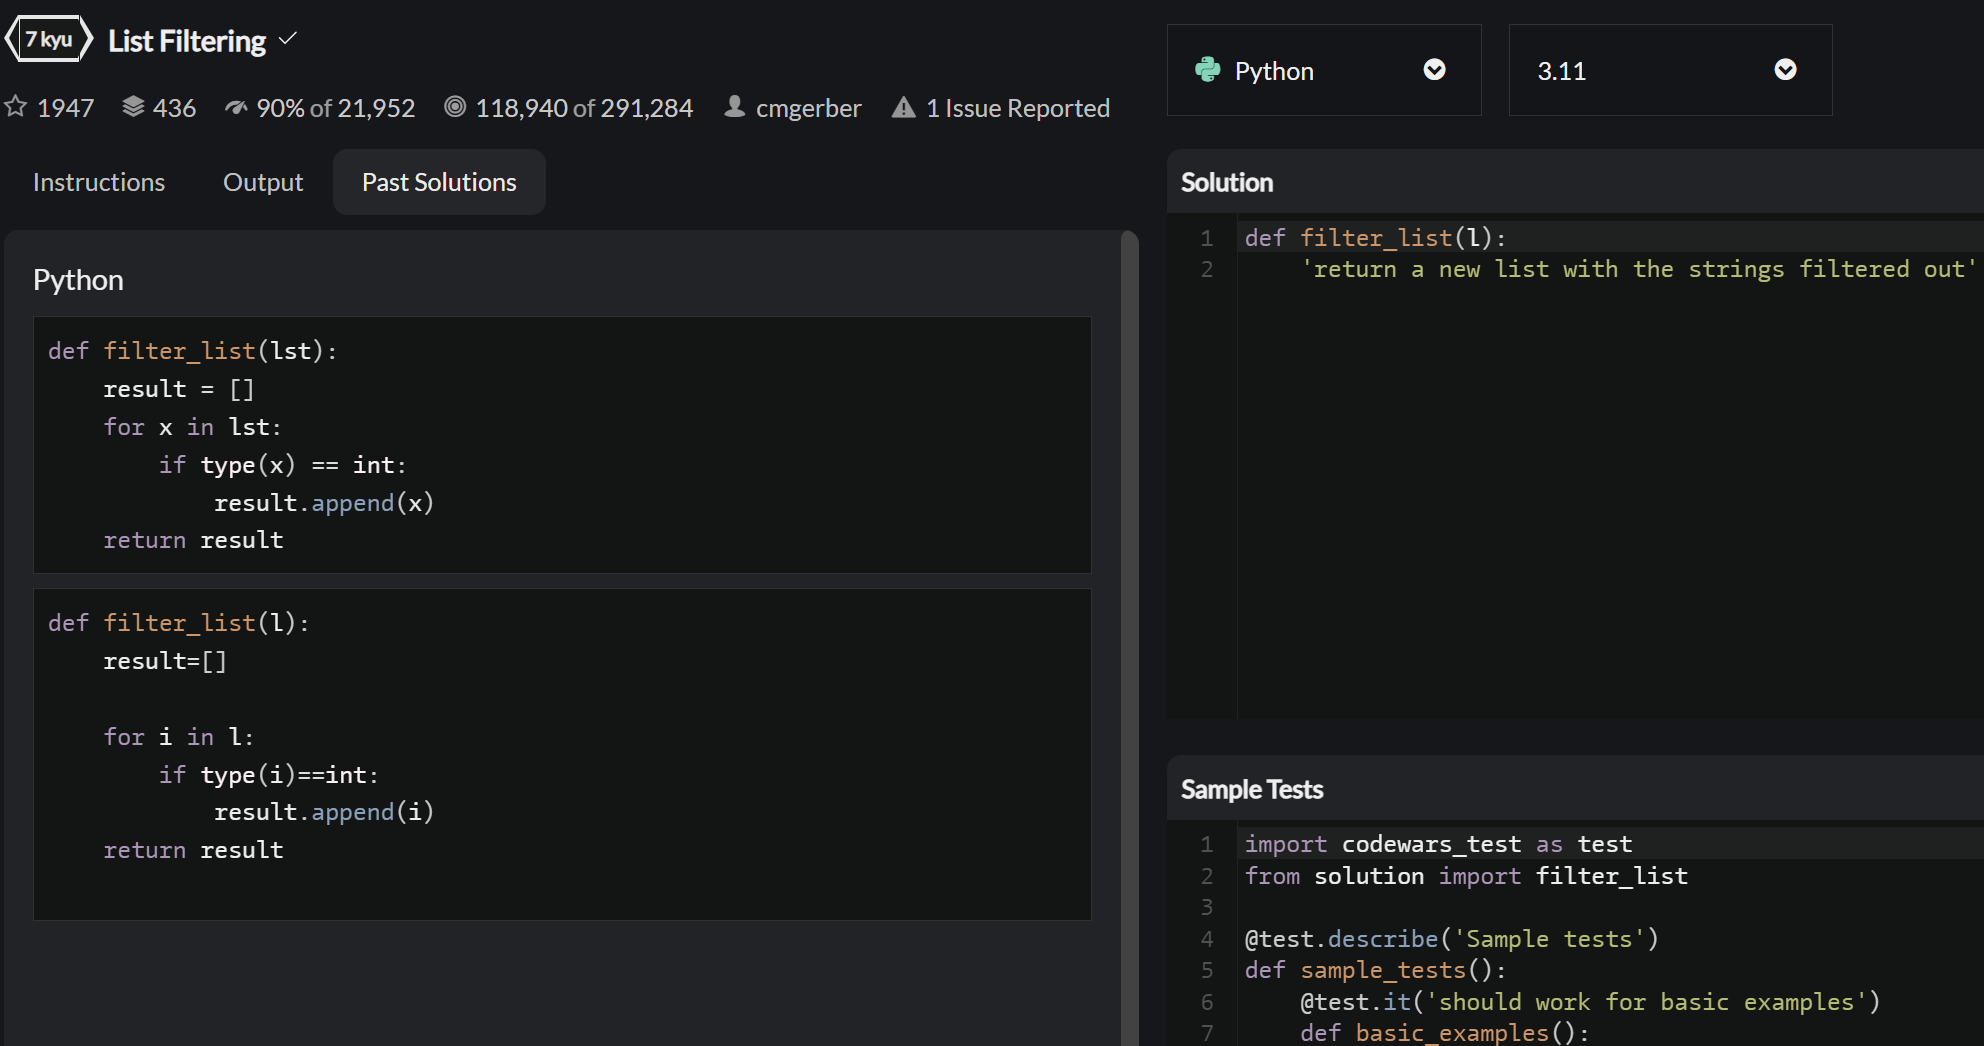 7 kyu List Filtering
1947 436 90% of 21,952 118,940 of 291,284 cmgerber 1 Issue Reported
Instructions Output Past Solutions
Python
def filter_list(lst):
    result = []
    for x in lst:
        if type(x) == int:
            result.append(x)
    return result
def filter_list(l):
    result=[]
    for i in l:
        if type(i)==int:
            result.append(i)
    return result
Python 3.11
Solution
1 def filter_list(l):
2     'return a new list with the strings filtered out'
Sample Tests
1 import codewars_test as test
2 from solution import filter_list
3
4 @test.describe('Sample tests')
5 def sample_tests():
6     @test.it('should work for basic examples')
7     def basic_examples():